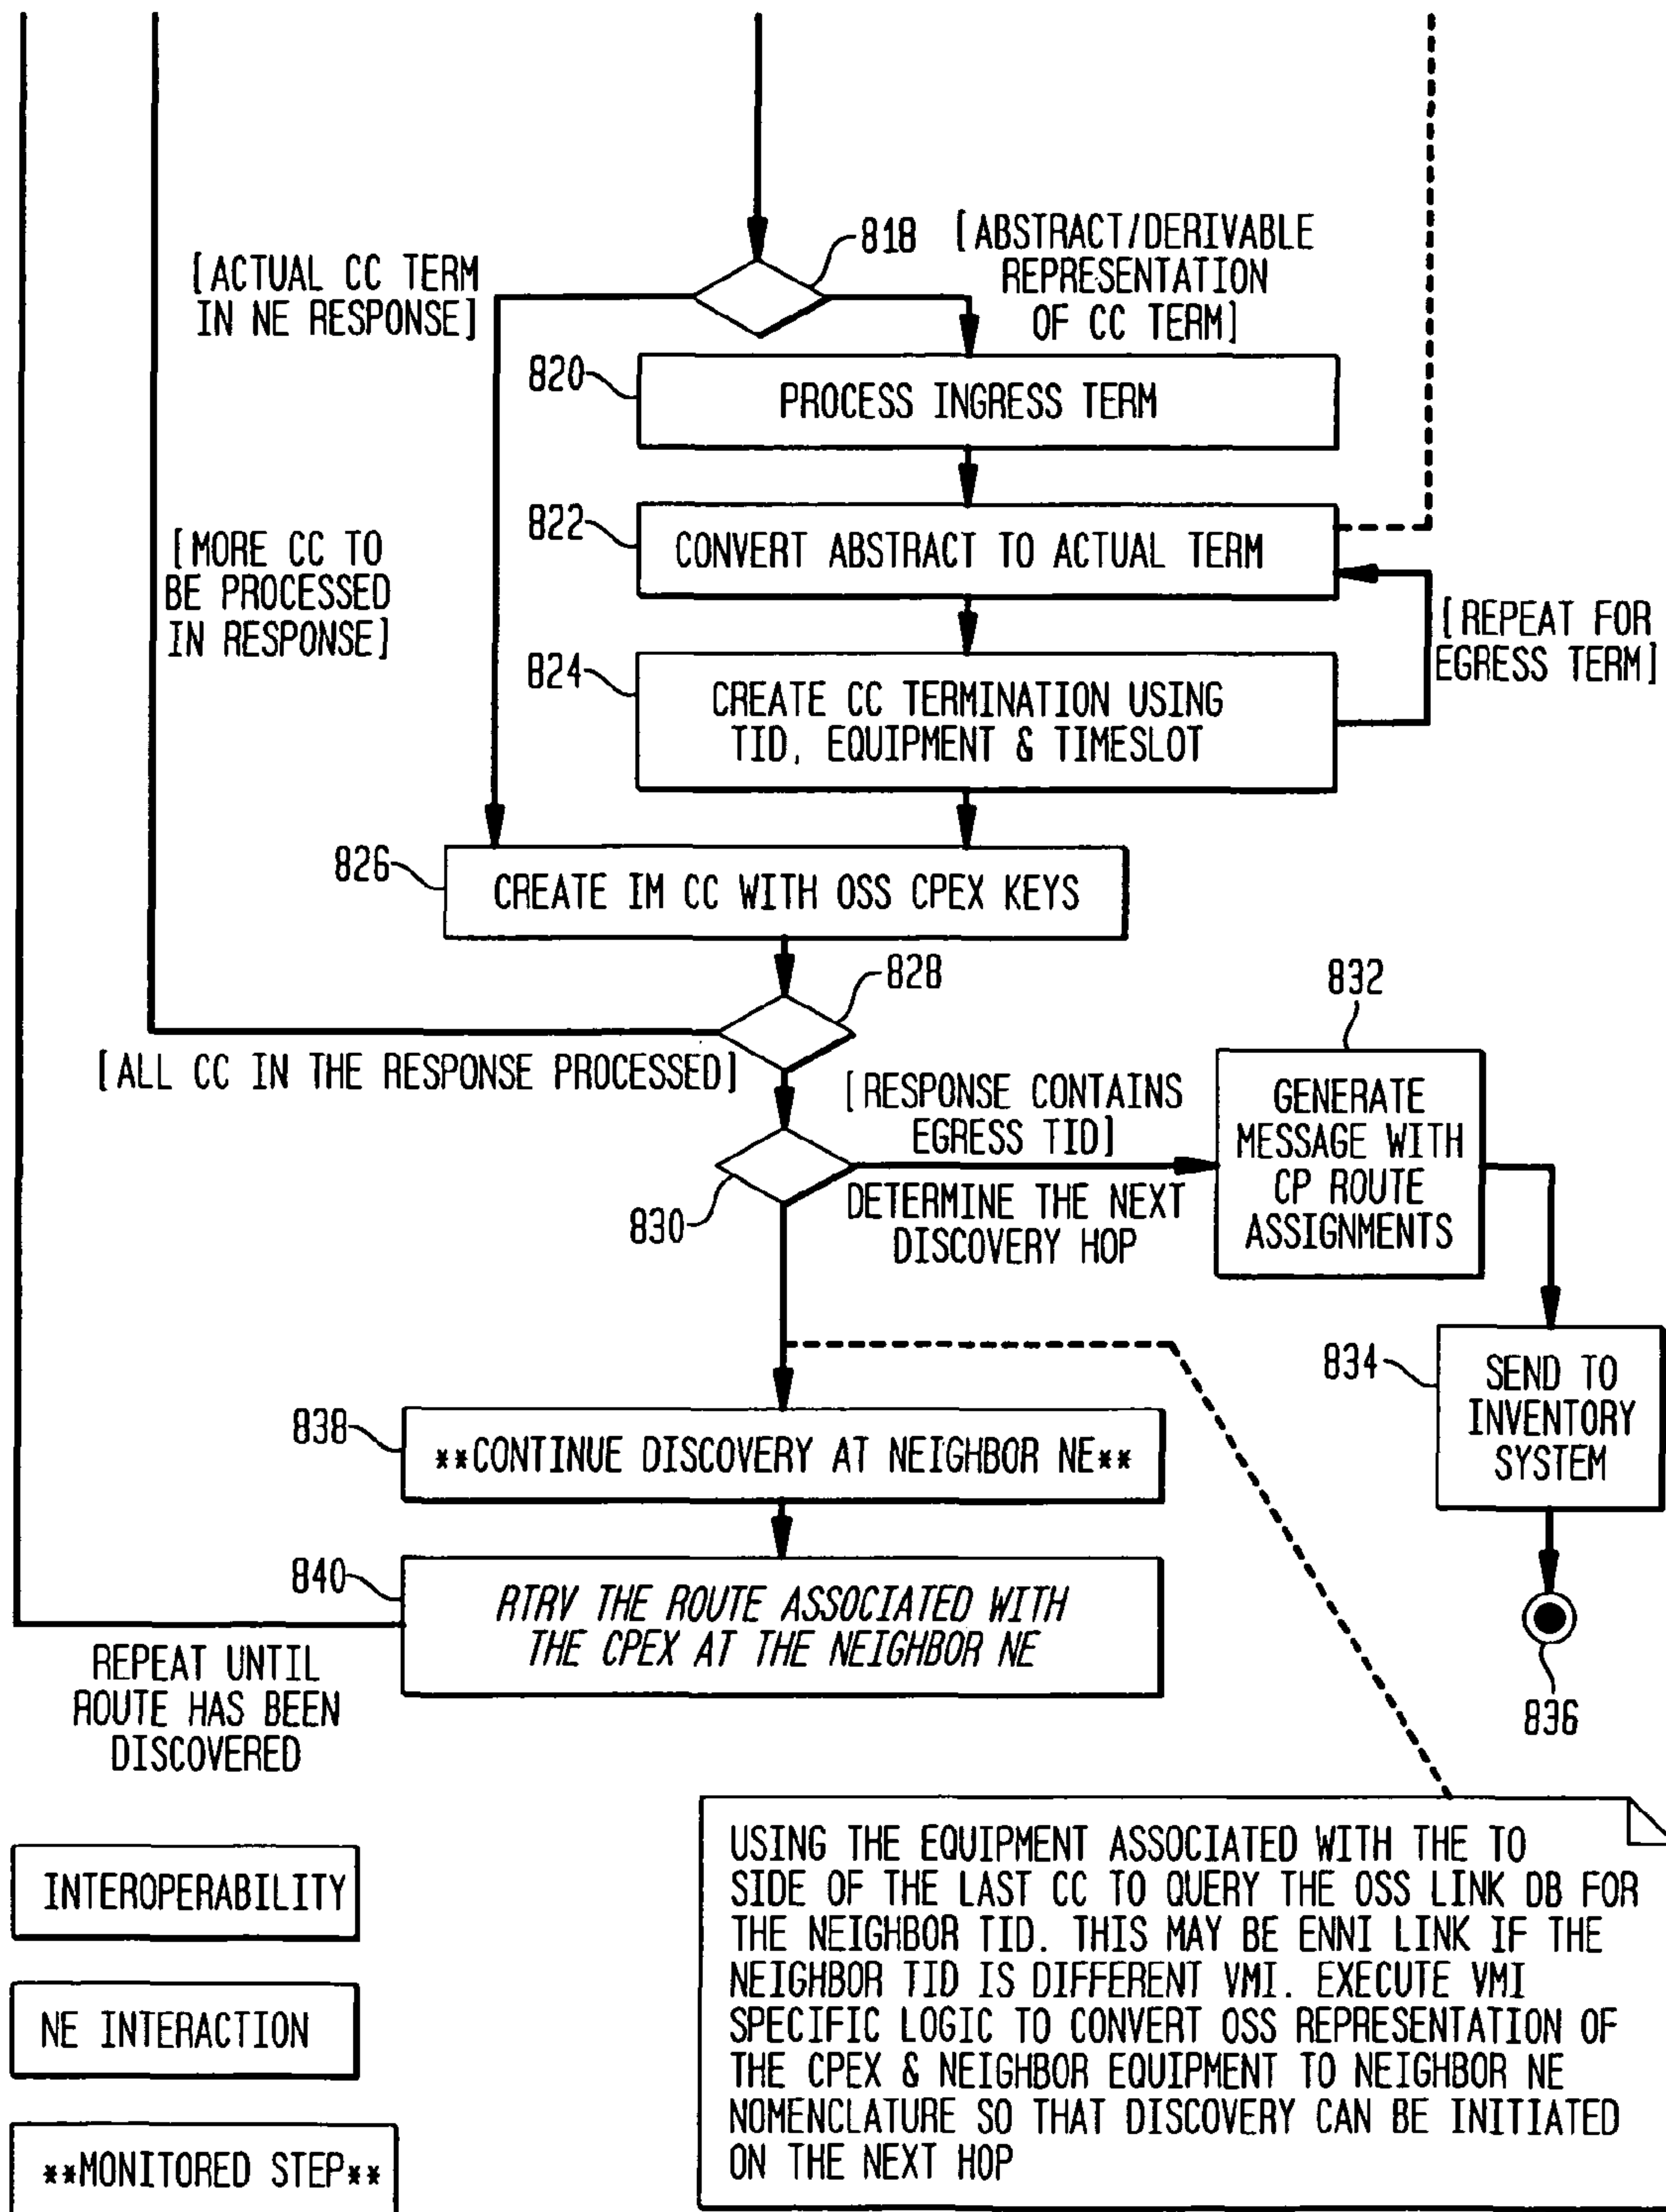 818
[ABSTRACT/DERIVABLE
REPRESENTATION
OF CC TERM]
[ACTUAL CC TERM
IN NE RESPONSE]
820
PROCESS INGRESS TERM
822
CONVERT ABSTRACT TO ACTUAL TERM
[MORE CC TO
BE PROCESSED
IN RESPONSE]
[REPEAT FOR
EGRESS TERM]
824
CREATE CC TERMINATION USING
TID, EQUIPMENT & TIMESLOT
826
CREATE IM CC WITH OSS CPEX KEYS
828
[ALL CC IN THE RESPONSE PROCESSED]
[RESPONSE CONTAINS
EGRESS TID]
830
DETERMINE THE NEXT
DISCOVERY HOP
832
GENERATE
MESSAGE WITH
CP ROUTE
ASSIGNMENTS
834
SEND TO
INVENTORY
SYSTEM
836
838
**CONTINUE DISCOVERY AT NEIGHBOR NE**
840
RTRV THE ROUTE ASSOCIATED WITH
THE CPEX AT THE NEIGHBOR NE
REPEAT UNTIL
ROUTE HAS BEEN
DISCOVERED
INTEROPERABILITY
NE INTERACTION
**MONITORED STEP**
USING THE EQUIPMENT ASSOCIATED WITH THE TO
SIDE OF THE LAST CC TO QUERY THE OSS LINK DB FOR
THE NEIGHBOR TID. THIS MAY BE ENNI LINK IF THE
NEIGHBOR TID IS DIFFERENT VMI. EXECUTE VMI
SPECIFIC LOGIC TO CONVERT OSS REPRESENTATION OF
THE CPEX & NEIGHBOR EQUIPMENT TO NEIGHBOR NE
NOMENCLATURE SO THAT DISCOVERY CAN BE INITIATED
ON THE NEXT HOP